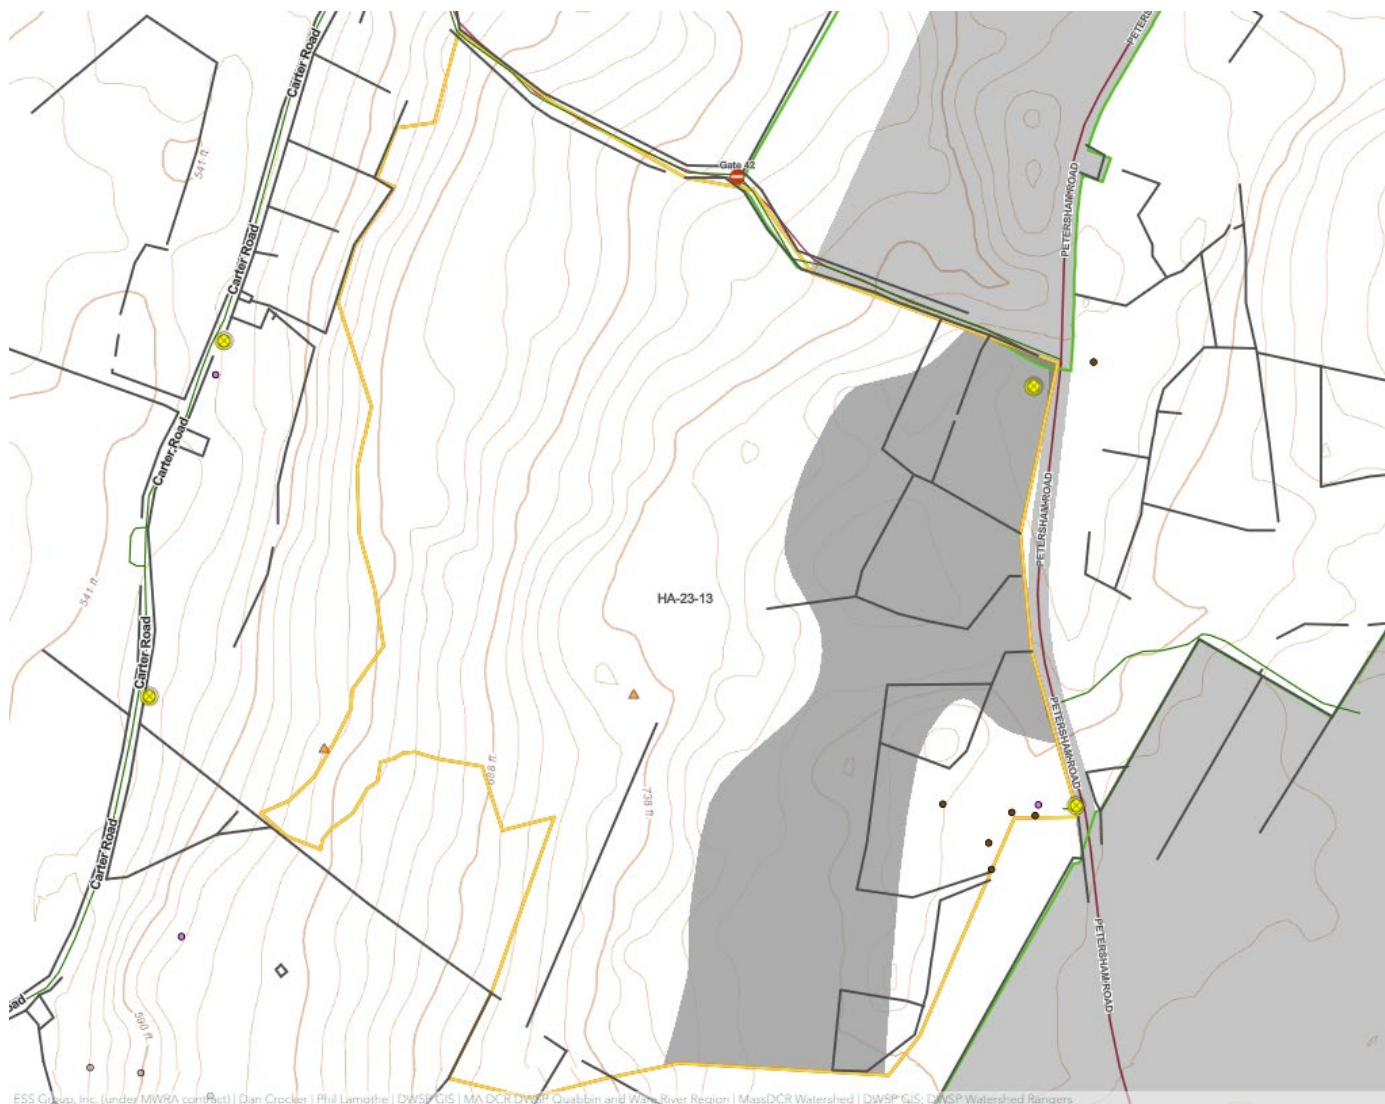 Carter Road
PETERS
541 ft.
Gate 42
PETERSHAM ROAD
Carter Road
Carter Road
PETERSHAM ROAD
541 ft.
HA-23-13
Carter Road
PETERSHAM ROAD
688 ft.
738 ft.
Carter Road
PETERSHAM ROAD
oad
590 ft.
ESS Group, Inc. (under MWRA contract) | Dan Crocker | Phil Lamothe | DWSP GIS | MA DCR DWSP Quabbin and Ware River Region | MassDCR Watershed | DWSP GIS; DWSP Watershed Rangers